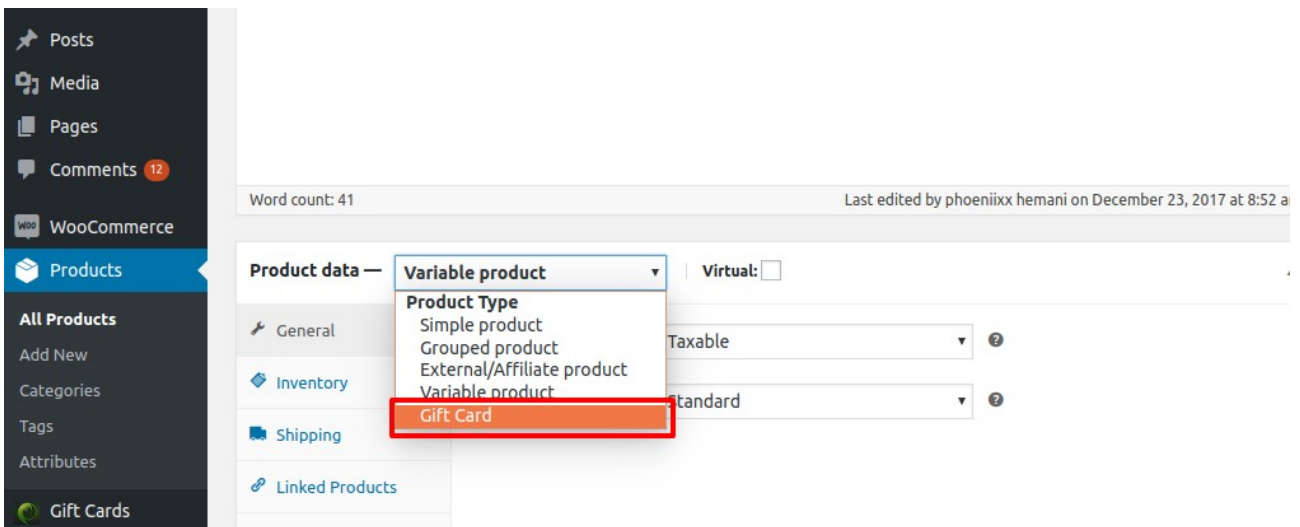 Posts
Media
Pages
Comments 12
WOO WooCommerce
Products
All Products
Add New
Categories
Tags
Attributes
Gift Cards
Word count: 41
Last edited by phoeniixx hemani on December 23, 2017 at 8:52 a
Product data — Variable product Virtual:
Product Type
Simple product
Grouped product
External/Affiliate product
Variable product
Gift Card
General
Inventory
Shipping
Linked Products
Taxable
Standard